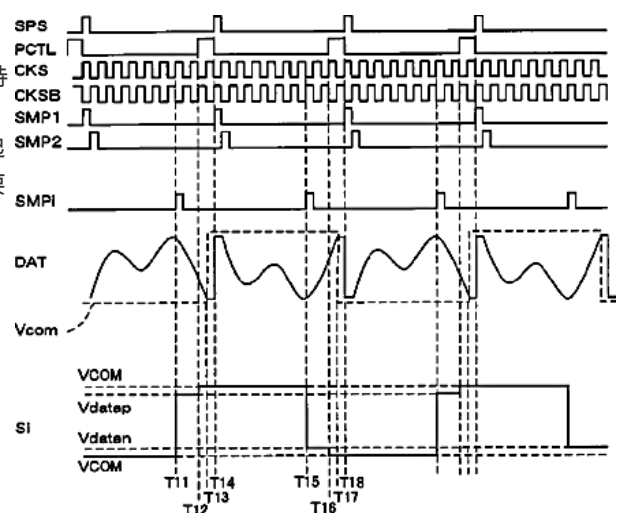 SPS
PCTL
CKS
CKSB
SMP1
SMP2
SMPi
DAT
Vcom
VCOM
Vdatap
SI
Vdatan
VCOM
T11 T14 T15 T18
T13 T17
T12 T16